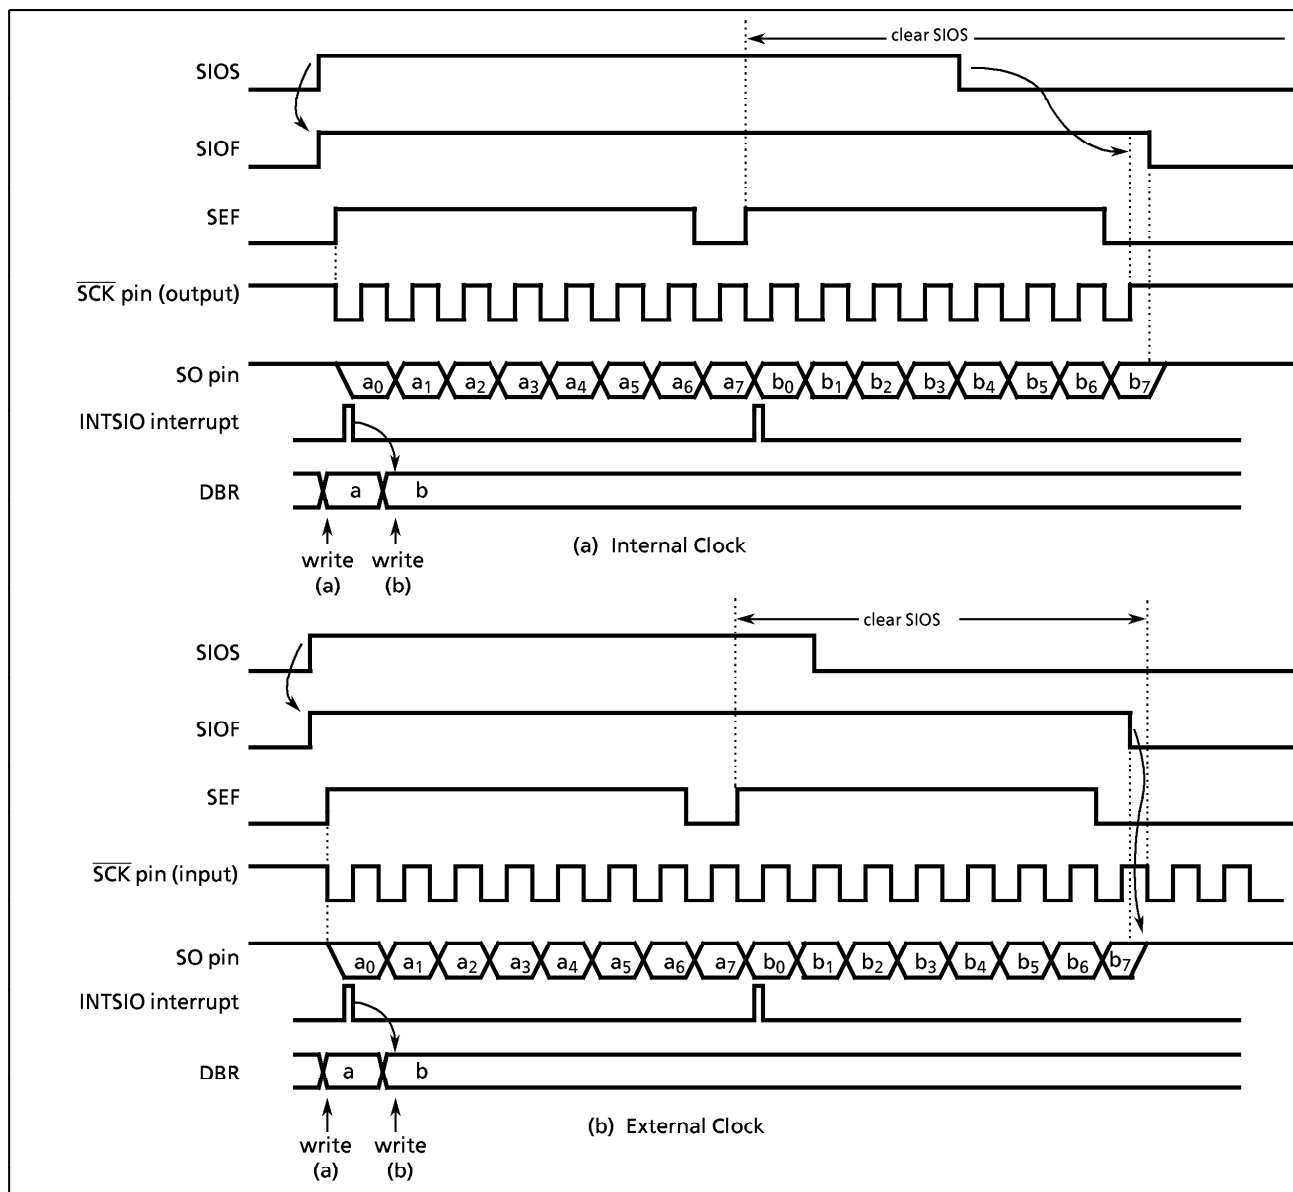 clear SIOS
SIOS
SIOF
SEF
SCK pin (output)
SO pin a0 a1 a2 a3 a4 a5 a6 a7 b0 b1 b2 b3 b4 b5 b6 b7
INTSIO interrupt
DBR a b
write (a)
write (b)
(a) Internal Clock
clear SIOS
SIOS
SIOF
SEF
SCK pin (input)
SO pin a0 a1 a2 a3 a4 a5 a6 a7 b0 b1 b2 b3 b4 b5 b6 b7
INTSIO interrupt
DBR a b
write (a)
write (b)
(b) External Clock